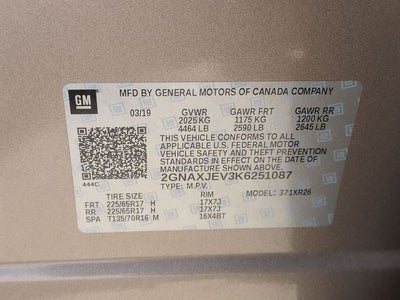 GM
MFD BY GENERAL MOTORS OF CANADA COMPANY
03/19 GVWR GAWR FRT GAWR RR
2025 KG 1175 KG 1200 KG
4464 LB 2590 LB 2645 LB
THIS VEHICLE CONFORMS TO ALL
APPLICABLE U.S. FEDERAL MOTOR
VEHICLE SAFETY, BUMPER, AND THEFT
PREVENTION STANDARDS IN
EFFECT ON THE DATE OF
MANUFACTURE SHOWN ABOVE.
444C 2GNAXJEV3K6251087
TYPE: M.P.V. MODEL: 371XR26
TIRE SIZE RIM
FRT 225/65R17 H 17X7J
RR 225/65R17 H 17X7J
SPA T135/70R16 M 16X4BT